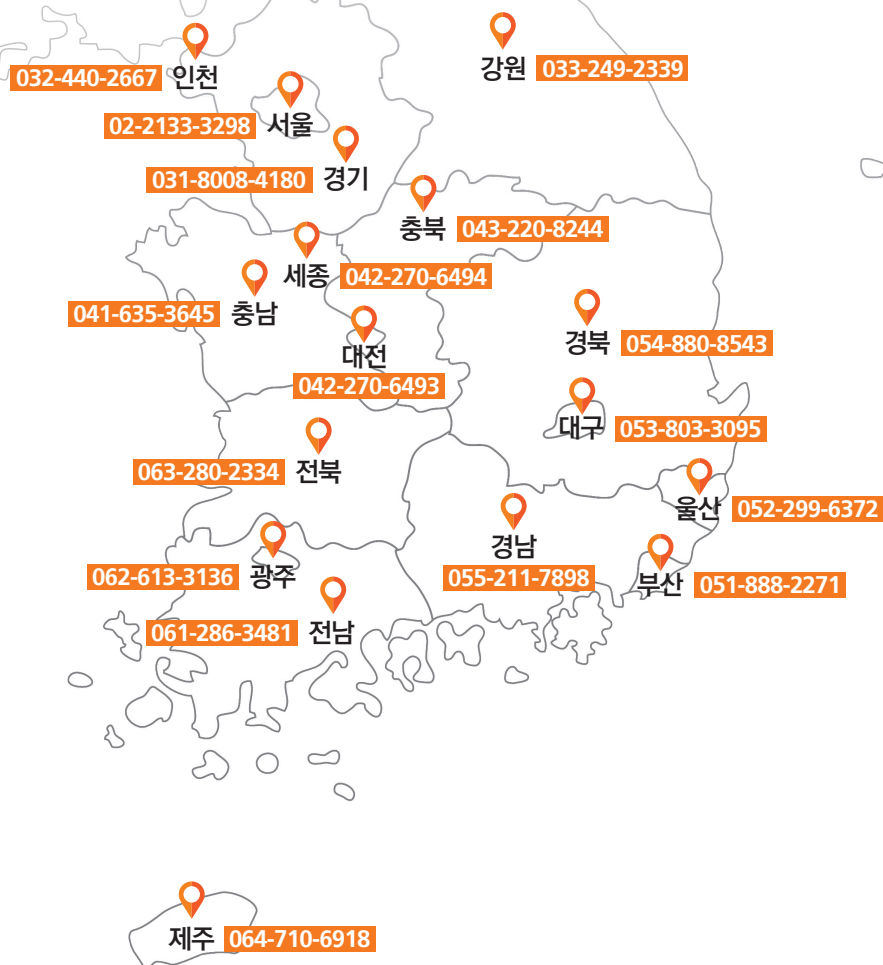 강원 033-249-2339
032-440-2667 인천
02-2133-3298 서울
031-8008-4180 경기
충북 043-220-8244
세종 042-270-6494
041-635-3645 충남
경북 054-880-8543
대전
042-270-6493
대구 053-803-3095
063-280-2334 전북
울산 052-299-6372
경남
055-211-7898
062-613-3136 광주
부산 051-888-2271
061-286-3481 전남
제주 064-710-6918